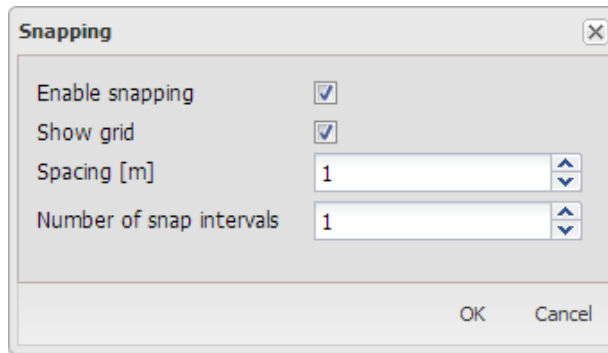 Snapping
Enable snapping
Show grid
Spacing [m] 1
Number of snap intervals 1
OK Cancel